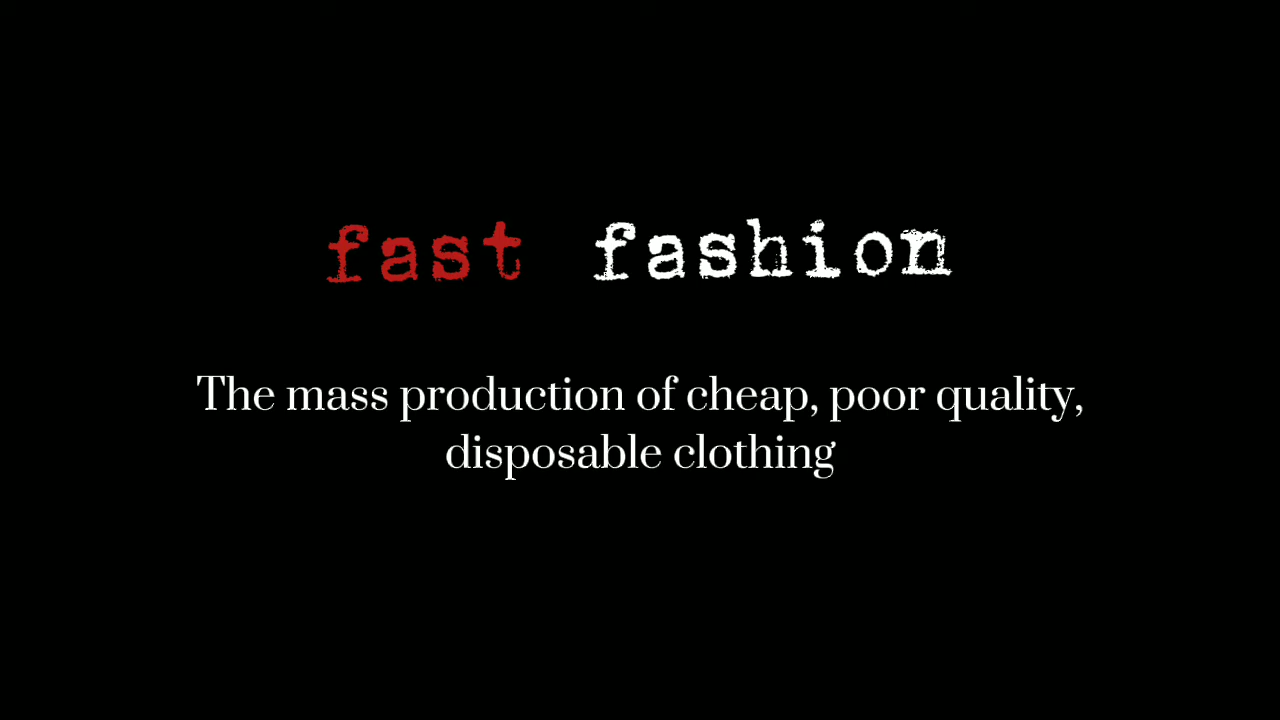 fast fashion
The mass production of cheap, poor quality,
disposable clothing